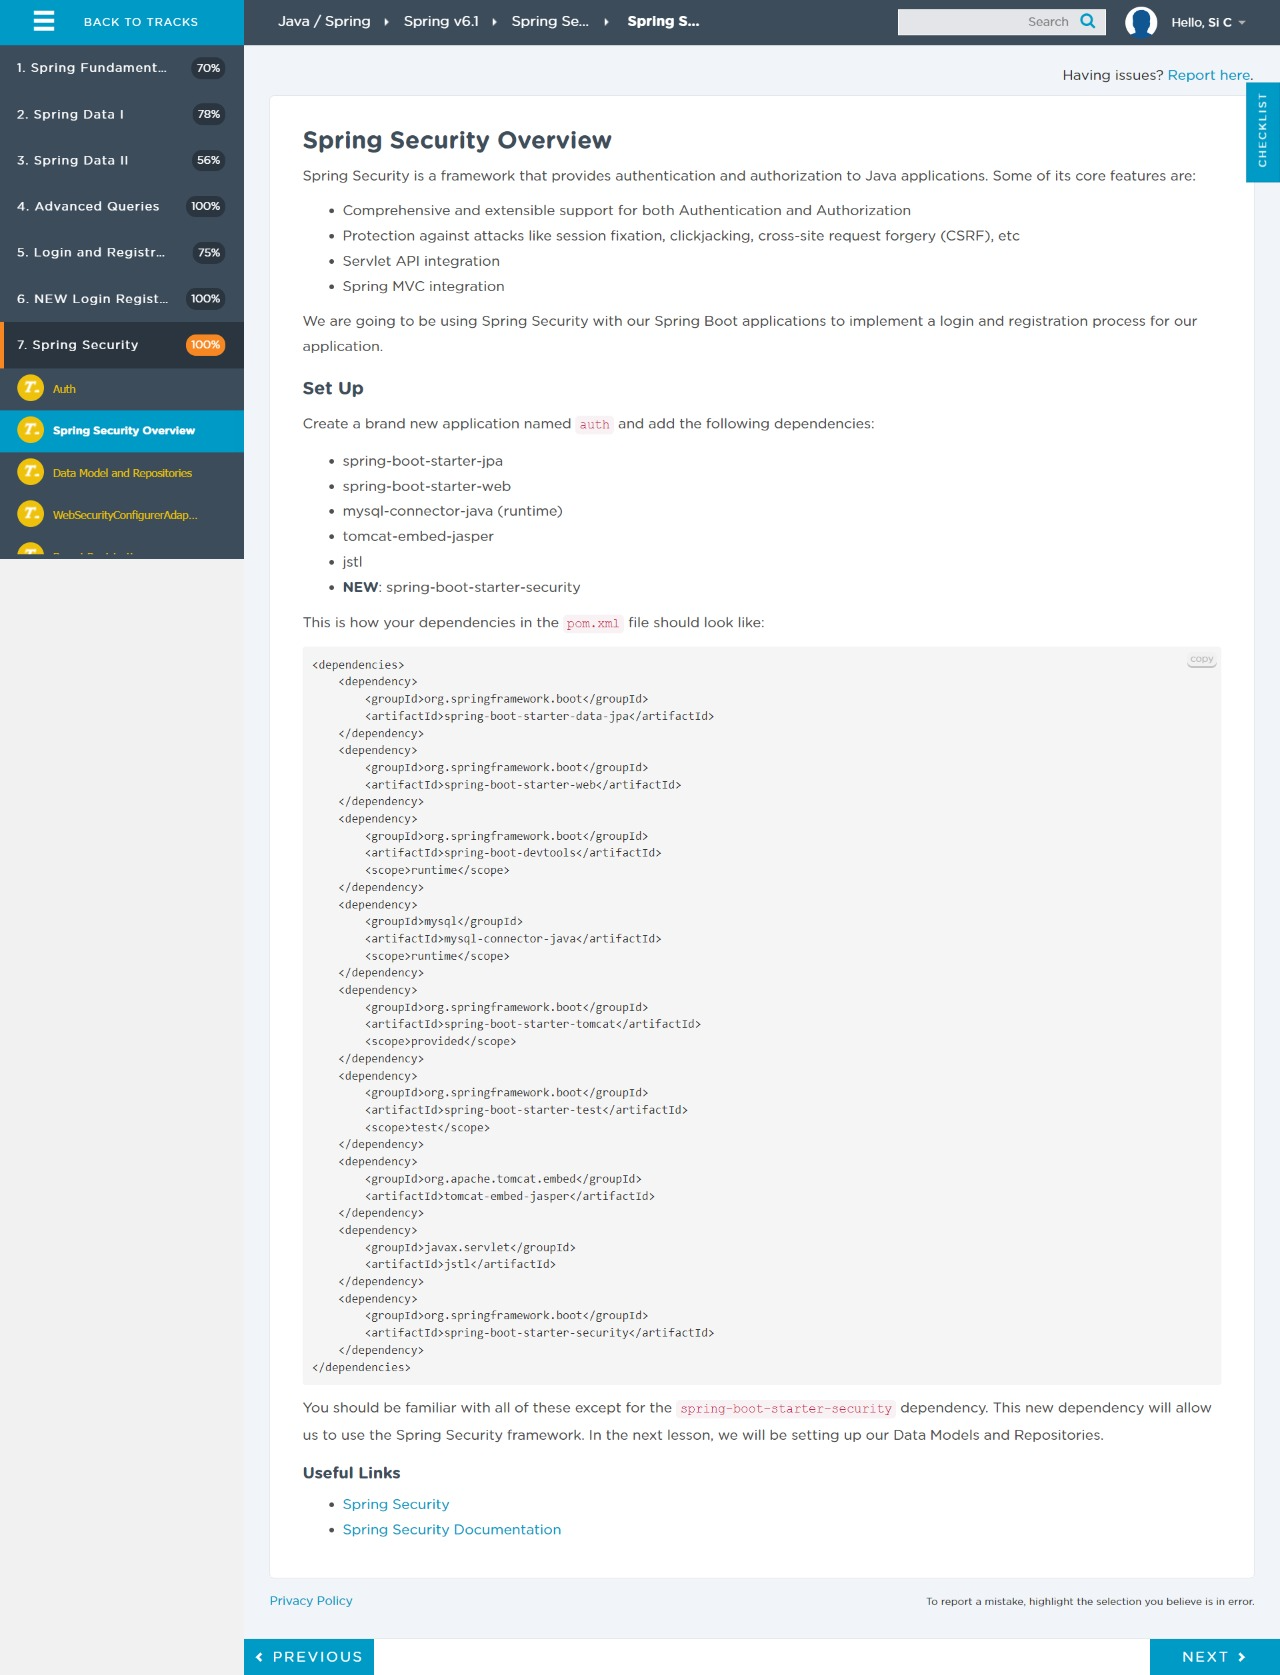 BACK TO TRACKS
Java / Spring
Spring v6.1
Spring Se...
Spring S...
Search
Hello, Si C
1. Spring Fundament...
70%
2. Spring Data I
78%
3. Spring Data II
56%
4. Advanced Queries
100%
5. Login and Registr...
75%
6. NEW Login Regist...
100%
7. Spring Security
100%
T.
Auth
T.
Spring Security Overview
T.
Data Model and Repositories
T.
WebSecurityConfigurerAdap...
Having issues? Report here.
CHECKLIST
Spring Security Overview
Spring Security is a framework that provides authentication and authorization to Java applications. Some of its core features are:
• Comprehensive and extensible support for both Authentication and Authorization
• Protection against attacks like session fixation, clickjacking, cross-site request forgery (CSRF), etc
• Servlet API integration
• Spring MVC integration
We are going to be using Spring Security with our Spring Boot applications to implement a login and registration process for our
application.
Set Up
Create a brand new application named auth and add the following dependencies:
• spring-boot-starter-jpa
• spring-boot-starter-web
• mysql-connector-java (runtime)
• tomcat-embed-jasper
• jstl
• NEW: spring-boot-starter-security
This is how your dependencies in the pom.xml file should look like:
copy
<dependencies>
    <dependency>
        <groupId>org.springframework.boot</groupId>
        <artifactId>spring-boot-starter-data-jpa</artifactId>
    </dependency>
    <dependency>
        <groupId>org.springframework.boot</groupId>
        <artifactId>spring-boot-starter-web</artifactId>
    </dependency>
    <dependency>
        <groupId>org.springframework.boot</groupId>
        <artifactId>spring-boot-devtools</artifactId>
        <scope>runtime</scope>
    </dependency>
    <dependency>
        <groupId>mysql</groupId>
        <artifactId>mysql-connector-java</artifactId>
        <scope>runtime</scope>
    </dependency>
    <dependency>
        <groupId>org.springframework.boot</groupId>
        <artifactId>spring-boot-starter-tomcat</artifactId>
        <scope>provided</scope>
    </dependency>
    <dependency>
        <groupId>org.springframework.boot</groupId>
        <artifactId>spring-boot-starter-test</artifactId>
        <scope>test</scope>
    </dependency>
    <dependency>
        <groupId>org.apache.tomcat.embed</groupId>
        <artifactId>tomcat-embed-jasper</artifactId>
    </dependency>
    <dependency>
        <groupId>javax.servlet</groupId>
        <artifactId>jstl</artifactId>
    </dependency>
    <dependency>
        <groupId>org.springframework.boot</groupId>
        <artifactId>spring-boot-starter-security</artifactId>
    </dependency>
</dependencies>
You should be familiar with all of these except for the spring-boot-starter-security dependency. This new dependency will allow
us to use the Spring Security framework. In the next lesson, we will be setting up our Data Models and Repositories.
Useful Links
• Spring Security
• Spring Security Documentation
Privacy Policy
To report a mistake, highlight the selection you believe is in error.
PREVIOUS
NEXT